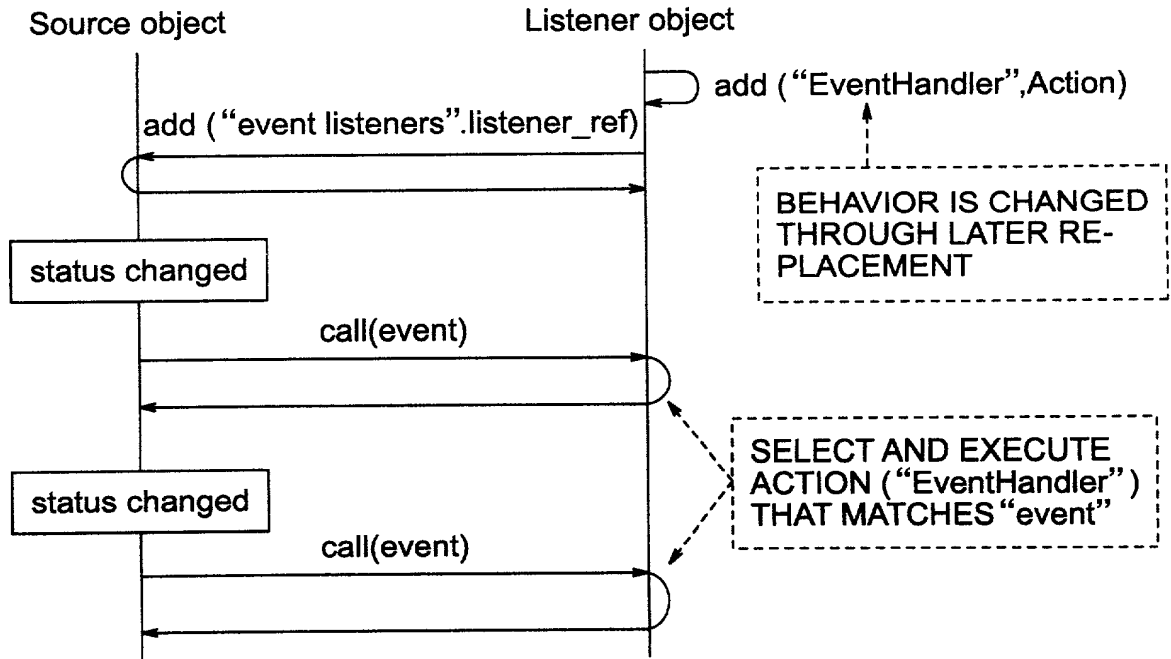 Source object
Listener object
add (“EventHandler”,Action)
add (“event listeners”.listener_ref)
BEHAVIOR IS CHANGED
THROUGH LATER RE-
PLACEMENT
status changed
call(event)
SELECT AND EXECUTE
ACTION (“EventHandler”)
THAT MATCHES “event”
status changed
call(event)